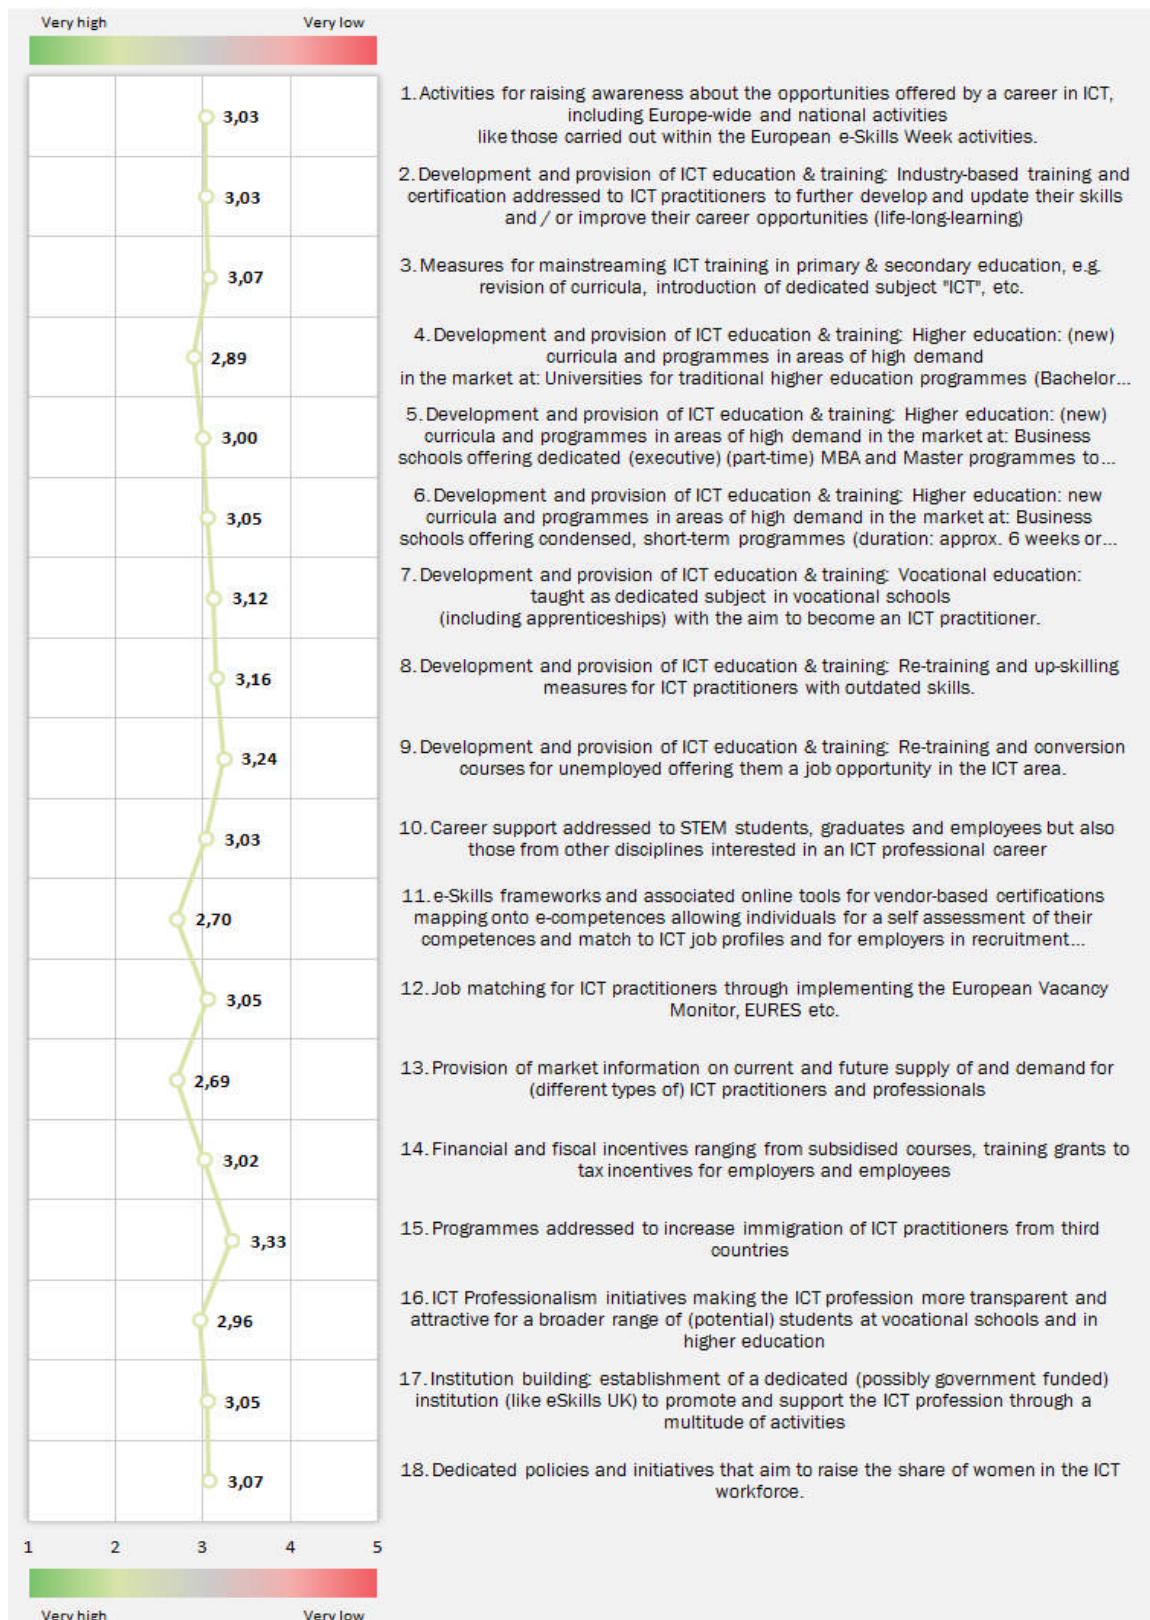 Very high
Very low
3,03
1. Activities for raising awareness about the opportunities offered by a career in ICT,
including Europe-wide and national activities
like those carried out within the European e-Skills Week activities.
3,03
2. Development and provision of ICT education & training: Industry-based training and
certification addressed to ICT practitioners to further develop and update their skills
and / or improve their career opportunities (life-long-learning)
3,07
3. Measures for mainstreaming ICT training in primary & secondary education, e.g.
revision of curricula, introduction of dedicated subject "ICT", etc.
2,89
4. Development and provision of ICT education & training: Higher education: (new)
curricula and programmes in areas of high demand
in the market at: Universities for traditional higher education programmes (Bachelor...
3,00
5. Development and provision of ICT education & training: Higher education: (new)
curricula and programmes in areas of high demand in the market at: Business
schools offering dedicated (executive) (part-time) MBA and Master programmes to...
3,05
6. Development and provision of ICT education & training: Higher education: new
curricula and programmes in areas of high demand in the market at: Business
schools offering condensed, short-term programmes (duration: approx. 6 weeks or...
3,12
7. Development and provision of ICT education & training: Vocational education:
taught as dedicated subject in vocational schools
(including apprenticeships) with the aim to become an ICT practitioner.
3,16
8. Development and provision of ICT education & training: Re-training and up-skilling
measures for ICT practitioners with outdated skills.
3,24
9. Development and provision of ICT education & training: Re-training and conversion
courses for unemployed offering them a job opportunity in the ICT area.
3,03
10. Career support addressed to STEM students, graduates and employees but also
those from other disciplines interested in an ICT professional career
2,70
11. e-Skills frameworks and associated online tools for vendor-based certifications
mapping onto e-competences allowing individuals for a self assessment of their
competences and match to ICT job profiles and for employers in recruitment...
3,05
12. Job matching for ICT practitioners through implementing the European Vacancy
Monitor, EURES etc.
2,69
13. Provision of market information on current and future supply of and demand for
(different types of) ICT practitioners and professionals
3,02
14. Financial and fiscal incentives ranging from subsidised courses, training grants to
tax incentives for employers and employees
3,33
15. Programmes addressed to increase immigration of ICT practitioners from third
countries
2,96
16. ICT Professionalism initiatives making the ICT profession more transparent and
attractive for a broader range of (potential) students at vocational schools and in
higher education
3,05
17. Institution building: establishment of a dedicated (possibly government funded)
institution (like eSkills UK) to promote and support the ICT profession through a
multitude of activities
3,07
18. Dedicated policies and initiatives that aim to raise the share of women in the ICT
workforce.
1 2 3 4 5
Very high
Very low